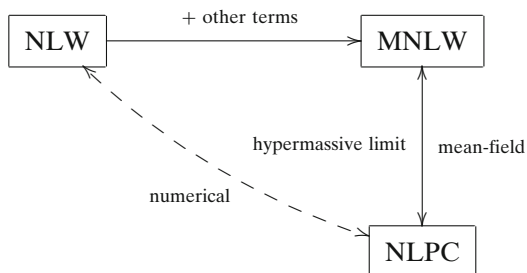 + other terms
NLW
MNLW
hypermassive limit
mean-field
numerical
NLPC